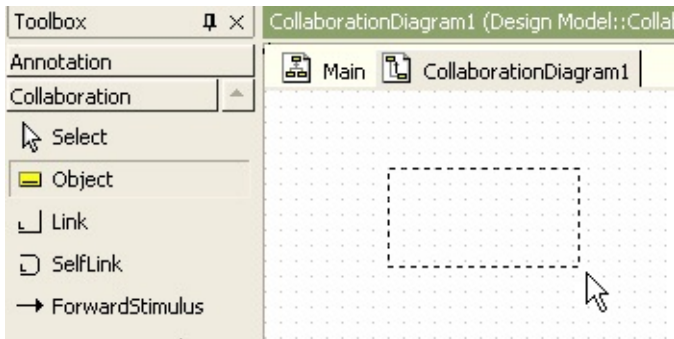 Toolbox
CollaborationDiagram1 (Design Model::Colla
Annotation
Main CollaborationDiagram1
Collaboration
Select
Object
Link
SelfLink
ForwardStimulus